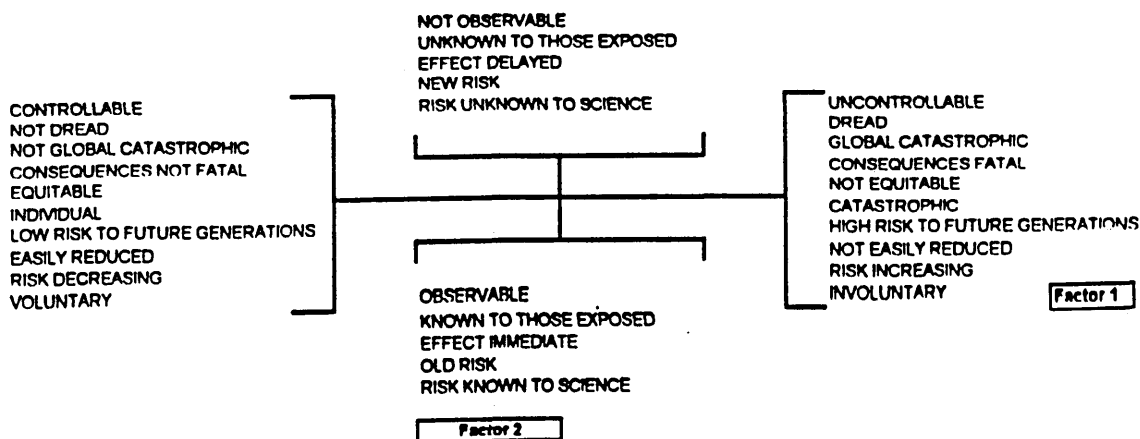 NOT OBSERVABLE
UNKNOWN TO THOSE EXPOSED
EFFECT DELAYED
NEW RISK
RISK UNKNOWN TO SCIENCE
CONTROLLABLE
NOT DREAD
NOT GLOBAL CATASTROPHIC
CONSEQUENCES NOT FATAL
EQUITABLE
INDIVIDUAL
LOW RISK TO FUTURE GENERATIONS
EASILY REDUCED
RISK DECREASING
VOLUNTARY
UNCONTROLLABLE
DREAD
GLOBAL CATASTROPHIC
CONSEQUENCES FATAL
NOT EQUITABLE
CATASTROPHIC
HIGH RISK TO FUTURE GENERATIONS
NOT EASILY REDUCED
RISK INCREASING
INVOLUNTARY
Factor 1
OBSERVABLE
KNOWN TO THOSE EXPOSED
EFFECT IMMEDIATE
OLD RISK
RISK KNOWN TO SCIENCE
Factor 2